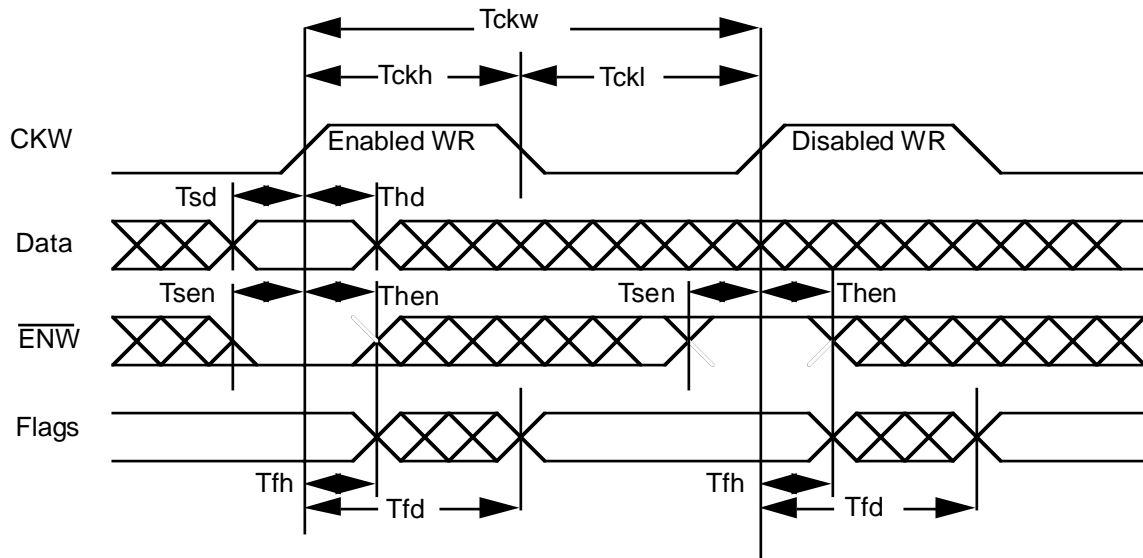 Tckw
Tckh Tckl
CKW Enabled WR Disabled WR
Tsd Thd
Data
Tsen Then Tsen Then
ENW
Flags
Tfh Tfh
Tfd Tfd